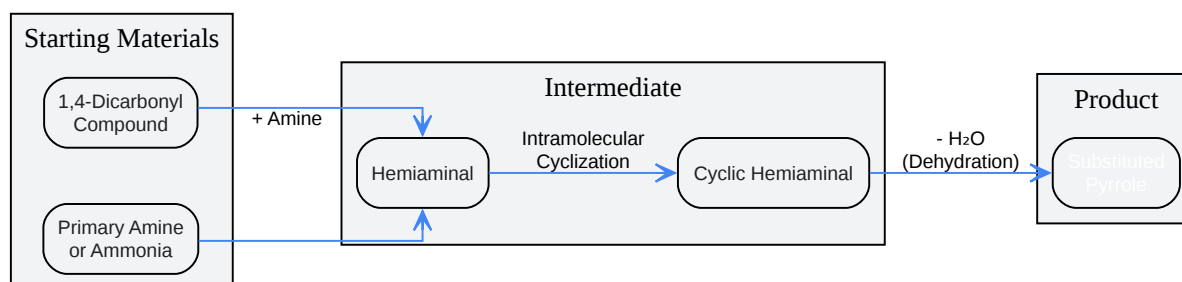 Starting Materials
1,4-Dicarbonyl
Compound
Primary Amine
or Ammonia
+ Amine
Intermediate
Hemiaminal
Intramolecular
Cyclization
Cyclic Hemiaminal
- H₂O
(Dehydration)
Product
Substituted
Pyrrole